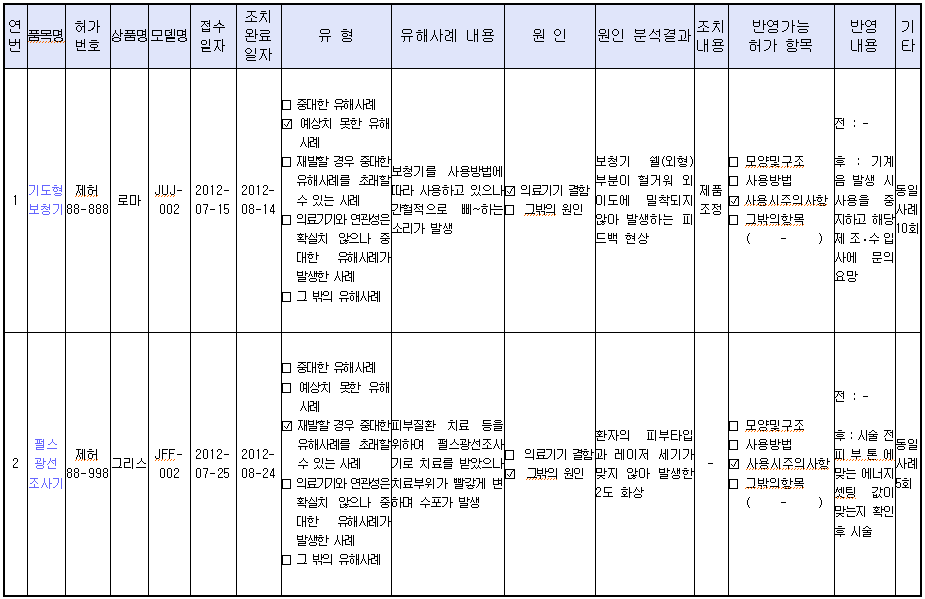 연번
품목명
허가번호
상품명
모델명
접수일자
조치완료일자
유 형
유해사례 내용
원 인
원인 분석결과
조치내용
반영가능 허가 항목
반영내용
기타
1
기도형
보청기
제허
88-888
로마
JUJ-
002
2012-
07-15
2012-
08-14
☐ 중대한 유해사례
☑ 예상치 못한 유해
사례
☐ 재발할 경우 중대한
유해사례를 초래할
수 있는 사례
☐ 의료기기와 연관성은
확실치 않으나 중
대한 유해사례가
발생한 사례
☐ 그 밖의 유해사례
보청기를 사용방법에
따라 사용하고 있으나
간헐적으로 삐~하는
소리가 발생
☑ 의료기기 결함
☐ 그밖의 원인
보청기 쉘(외형)
부분이 헐거워 외
이도에 밀착되지
않아 발생하는 피
드백 현상
제품
조정
☐ 모양및구조
☐ 사용방법
☑ 사용시주의사항
☐ 그밖의항목
( - )
전 : -
후 : 기계
음 발생 시
사용을 중
지하고 해당
제조·수입
사에 문의
요망
동일
사례
10회
2
펄스
광선
조사기
제허
88-998
그리스
JFF-
002
2012-
07-25
2012-
08-24
☐ 중대한 유해사례
☐ 예상치 못한 유해
사례
☑ 재발할 경우 중대한
유해사례를 초래할
수 있는 사례
☐ 의료기기와 연관성은
확실치 않으나 중
대한 유해사례가
발생한 사례
☐ 그 밖의 유해사례
피부질환 치료 등을
위하며 펄스광선조사
기로 치료를 받았으나
치료부위가 빨갛게 변
하며 수포가 발생
☐ 의료기기 결함
☑ 그밖의 원인
환자의 피부타입
과 레이저 세기가
맞지 않아 발생한
2도 화상
-
☐ 모양및구조
☐ 사용방법
☑ 사용시주의사항
☐ 그밖의항목
( - )
전 : -
후 : 시술 전
피부톤에
맞는 에너지
셋팅 값이
맞는지 확인
후 시술
동일
사례
5회